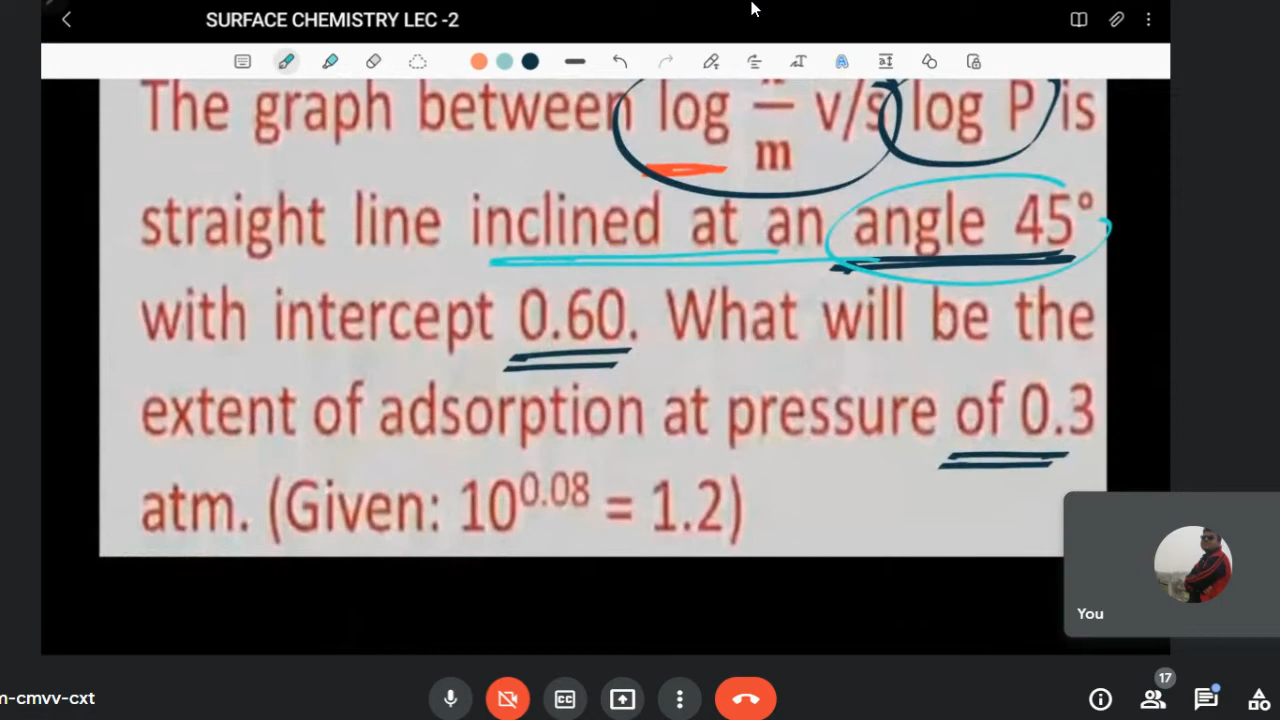 SURFACE CHEMISTRY LEC -2
The graph between log — v/s log P is
m
straight line inclined at an angle 45°
with intercept 0.60. What will be the
extent of adsorption at pressure of 0.3
atm. (Given: 10^0.08 = 1.2)
You
17
m-cmvv-cxt